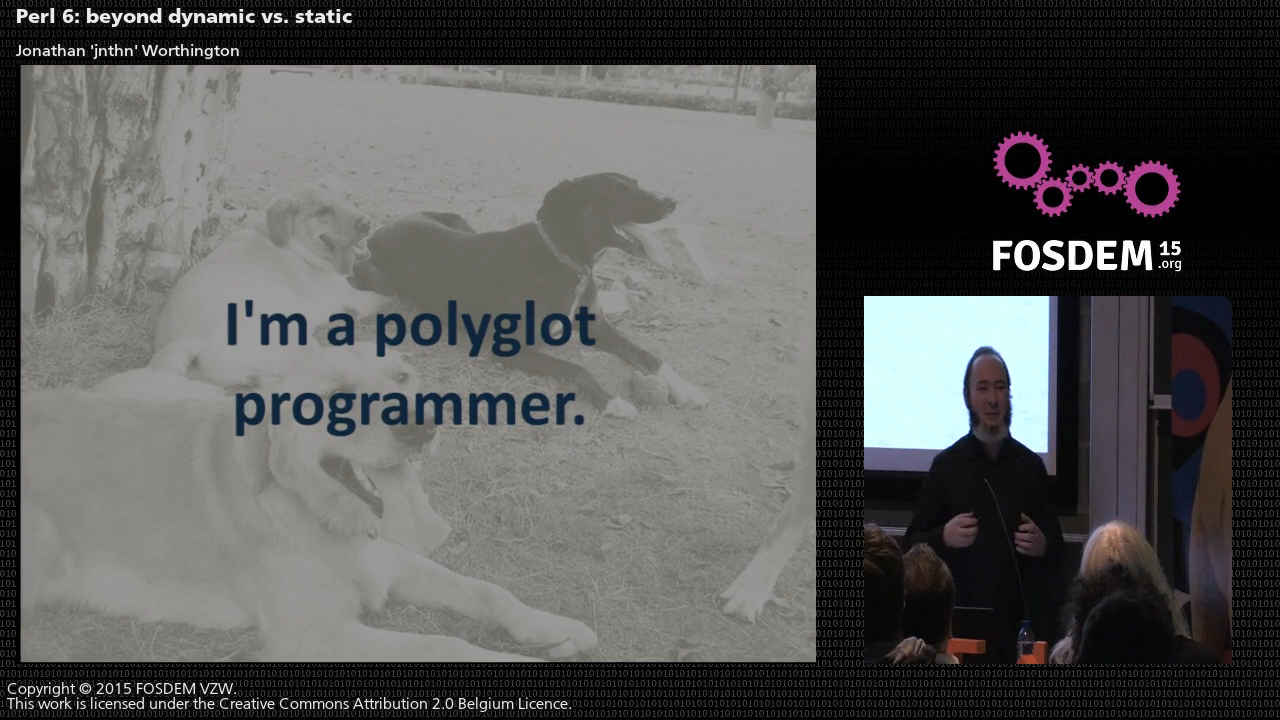 Perl 6: beyond dynamic vs. static
Jonathan 'jnthn' Worthington
I'm a polyglot
programmer.
FOSDEM 15
.org
Copyright © 2015 FOSDEM VZW.
This work is licensed under the Creative Commons Attribution 2.0 Belgium Licence.